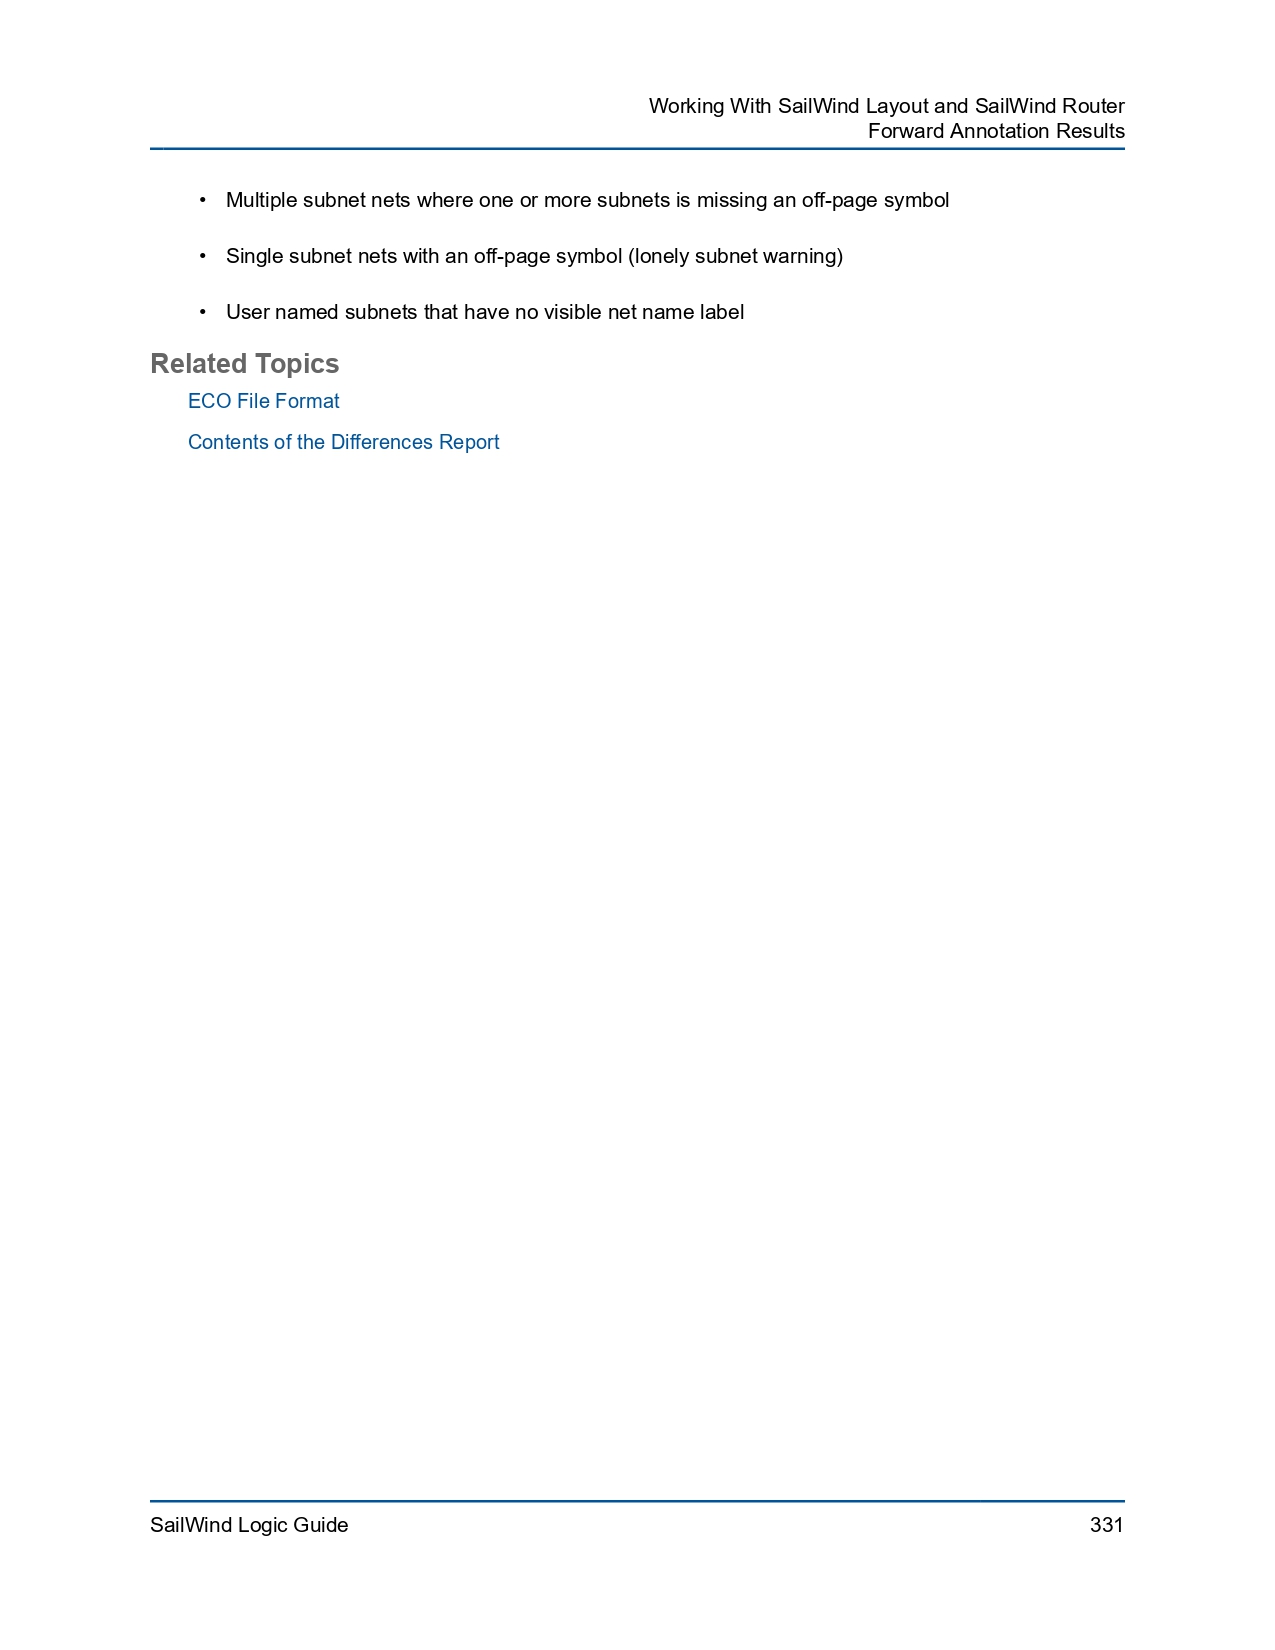 Working With SailWind Layout and SailWind Router
Forward Annotation Results
• Multiple subnet nets where one or more subnets is missing an off-page symbol
• Single subnet nets with an off-page symbol (lonely subnet warning)
• User named subnets that have no visible net name label
Related Topics
ECO File Format
Contents of the Differences Report
SailWind Logic Guide 331